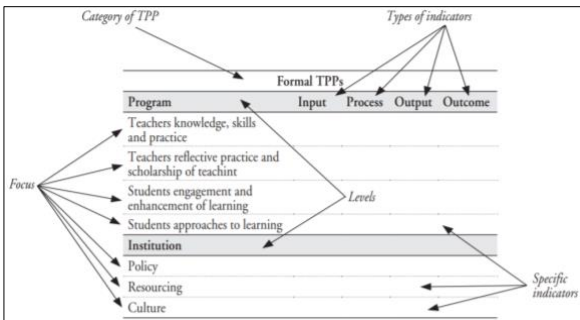 Category of TPP
Types of indicators
Formal TPPs
Program Input Process Output Outcome
Teachers knowledge, skills
and practice
Teachers reflective practice and
scholarship of teachint
Focus
Students engagement and
enhancement of learning
Levels
Students approaches to learning
Institution
Policy
Resourcing
Culture
Specific
indicators